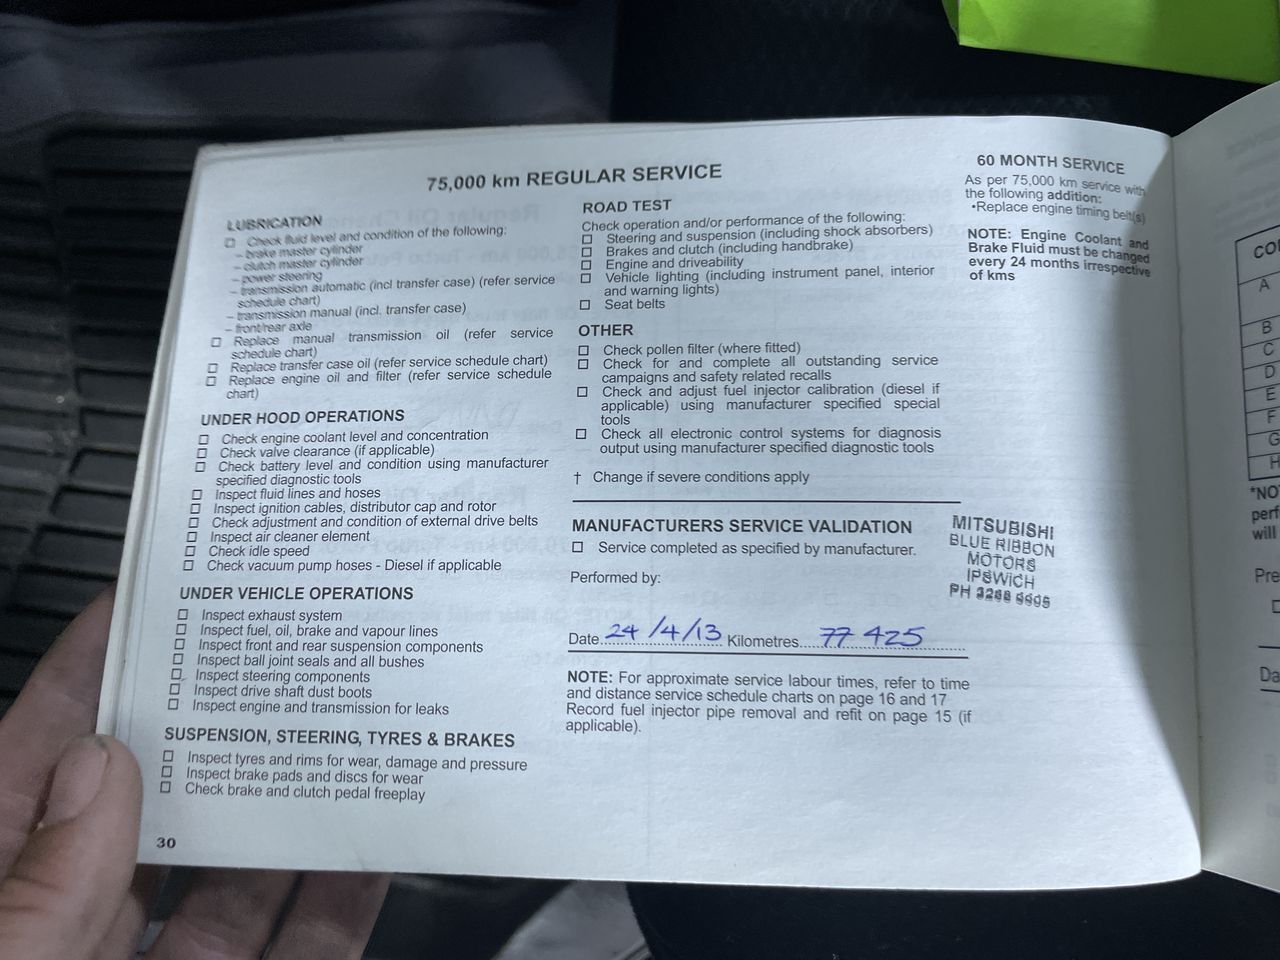 75,000 km REGULAR SERVICE
LUBRICATION
☐ Check fluid level and condition of the following:
– brake master cylinder
– clutch master cylinder
– power steering
– transmission automatic (incl transfer case) (refer service
schedule chart)
– transmission manual (incl. transfer case)
– front/rear axle
☐ Replace manual transmission oil (refer service
schedule chart)
☐ Replace transfer case oil (refer service schedule chart)
☐ Replace engine oil and filter (refer service schedule
chart)
UNDER HOOD OPERATIONS
☐ Check engine coolant level and concentration
☐ Check valve clearance (if applicable)
☐ Check battery level and condition using manufacturer
specified diagnostic tools
☐ Inspect fluid lines and hoses
☐ Inspect ignition cables, distributor cap and rotor
☐ Check adjustment and condition of external drive belts
☐ Inspect air cleaner element
☐ Check idle speed
☐ Check vacuum pump hoses - Diesel if applicable
UNDER VEHICLE OPERATIONS
☐ Inspect exhaust system
☐ Inspect fuel, oil, brake and vapour lines
☐ Inspect front and rear suspension components
☐ Inspect ball joint seals and all bushes
☐ Inspect steering components
☐ Inspect drive shaft dust boots
☐ Inspect engine and transmission for leaks
SUSPENSION, STEERING, TYRES & BRAKES
☐ Inspect tyres and rims for wear, damage and pressure
☐ Inspect brake pads and discs for wear
☐ Check brake and clutch pedal freeplay
30
ROAD TEST
Check operation and/or performance of the following:
☐ Steering and suspension (including shock absorbers)
☐ Brakes and clutch (including handbrake)
☐ Engine and driveability
☐ Vehicle lighting (including instrument panel, interior
and warning lights)
☐ Seat belts
OTHER
☐ Check pollen filter (where fitted)
☐ Check for and complete all outstanding service
campaigns and safety related recalls
☐ Check and adjust fuel injector calibration (diesel if
applicable) using manufacturer specified special
tools
☐ Check all electronic control systems for diagnosis
output using manufacturer specified diagnostic tools
† Change if severe conditions apply
MANUFACTURERS SERVICE VALIDATION
☐ Service completed as specified by manufacturer.
Performed by:
Date 24/4/13 Kilometres 77 425
NOTE: For approximate service labour times, refer to time
and distance service schedule charts on page 16 and 17
Record fuel injector pipe removal and refit on page 15 (if
applicable).
60 MONTH SERVICE
As per 75,000 km service with
the following addition:
•Replace engine timing belt(s)
NOTE: Engine Coolant and
Brake Fluid must be changed
every 24 months irrespective
of kms
MITSUBISHI
BLUE RIBBON
MOTORS
IPSWICH
PH
A
B
C
D
E
F
G
H